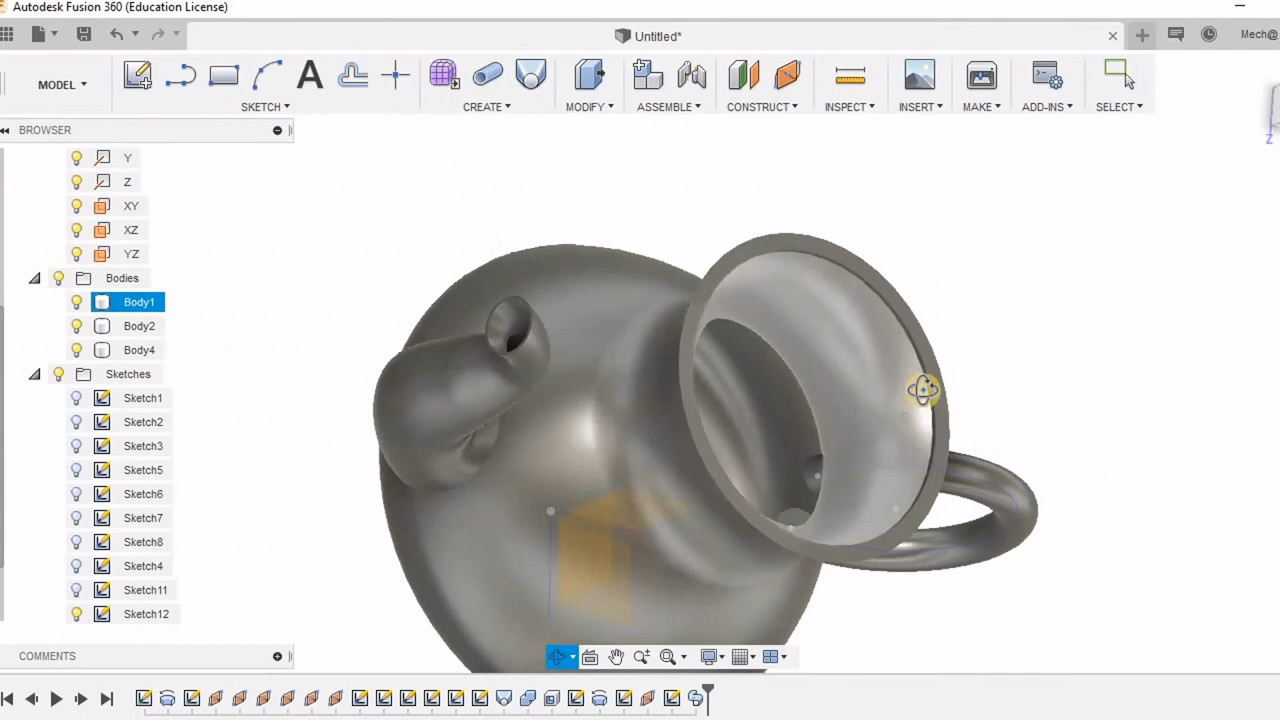 Autodesk Fusion 360 (Education License)
Untitled*
Mech@
MODEL
SKETCH
CREATE
MODIFY
ASSEMBLE
CONSTRUCT
INSPECT
INSERT
MAKE
ADD-INS
SELECT
BROWSER
Z
Y
Z
XY
XZ
YZ
Bodies
Body1
Body2
Body4
Sketches
Sketch1
Sketch2
Sketch3
Sketch5
Sketch6
Sketch7
Sketch8
Sketch4
Sketch11
Sketch12
COMMENTS